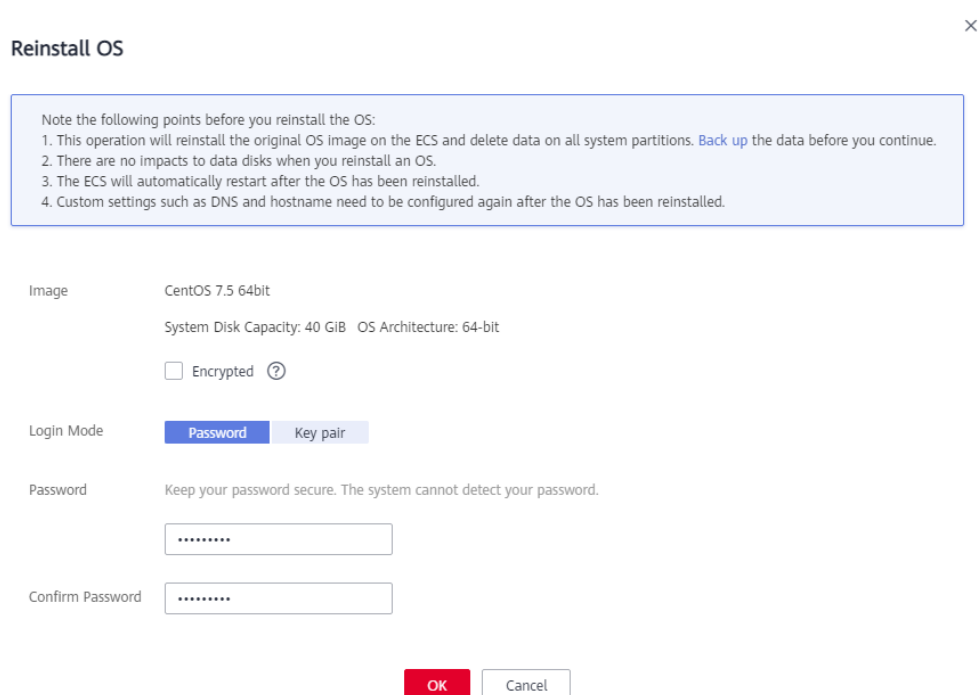 Reinstall OS
Note the following points before you reinstall the OS:
1. This operation will reinstall the original OS image on the ECS and delete data on all system partitions. Back up the data before you continue.
2. There are no impacts to data disks when you reinstall an OS.
3. The ECS will automatically restart after the OS has been reinstalled.
4. Custom settings such as DNS and hostname need to be configured again after the OS has been reinstalled.
Image CentOS 7.5 64bit
System Disk Capacity: 40 GiB OS Architecture: 64-bit
Encrypted ?
Login Mode Password Key pair
Password Keep your password secure. The system cannot detect your password.
•••••••••
Confirm Password •••••••••
OK Cancel